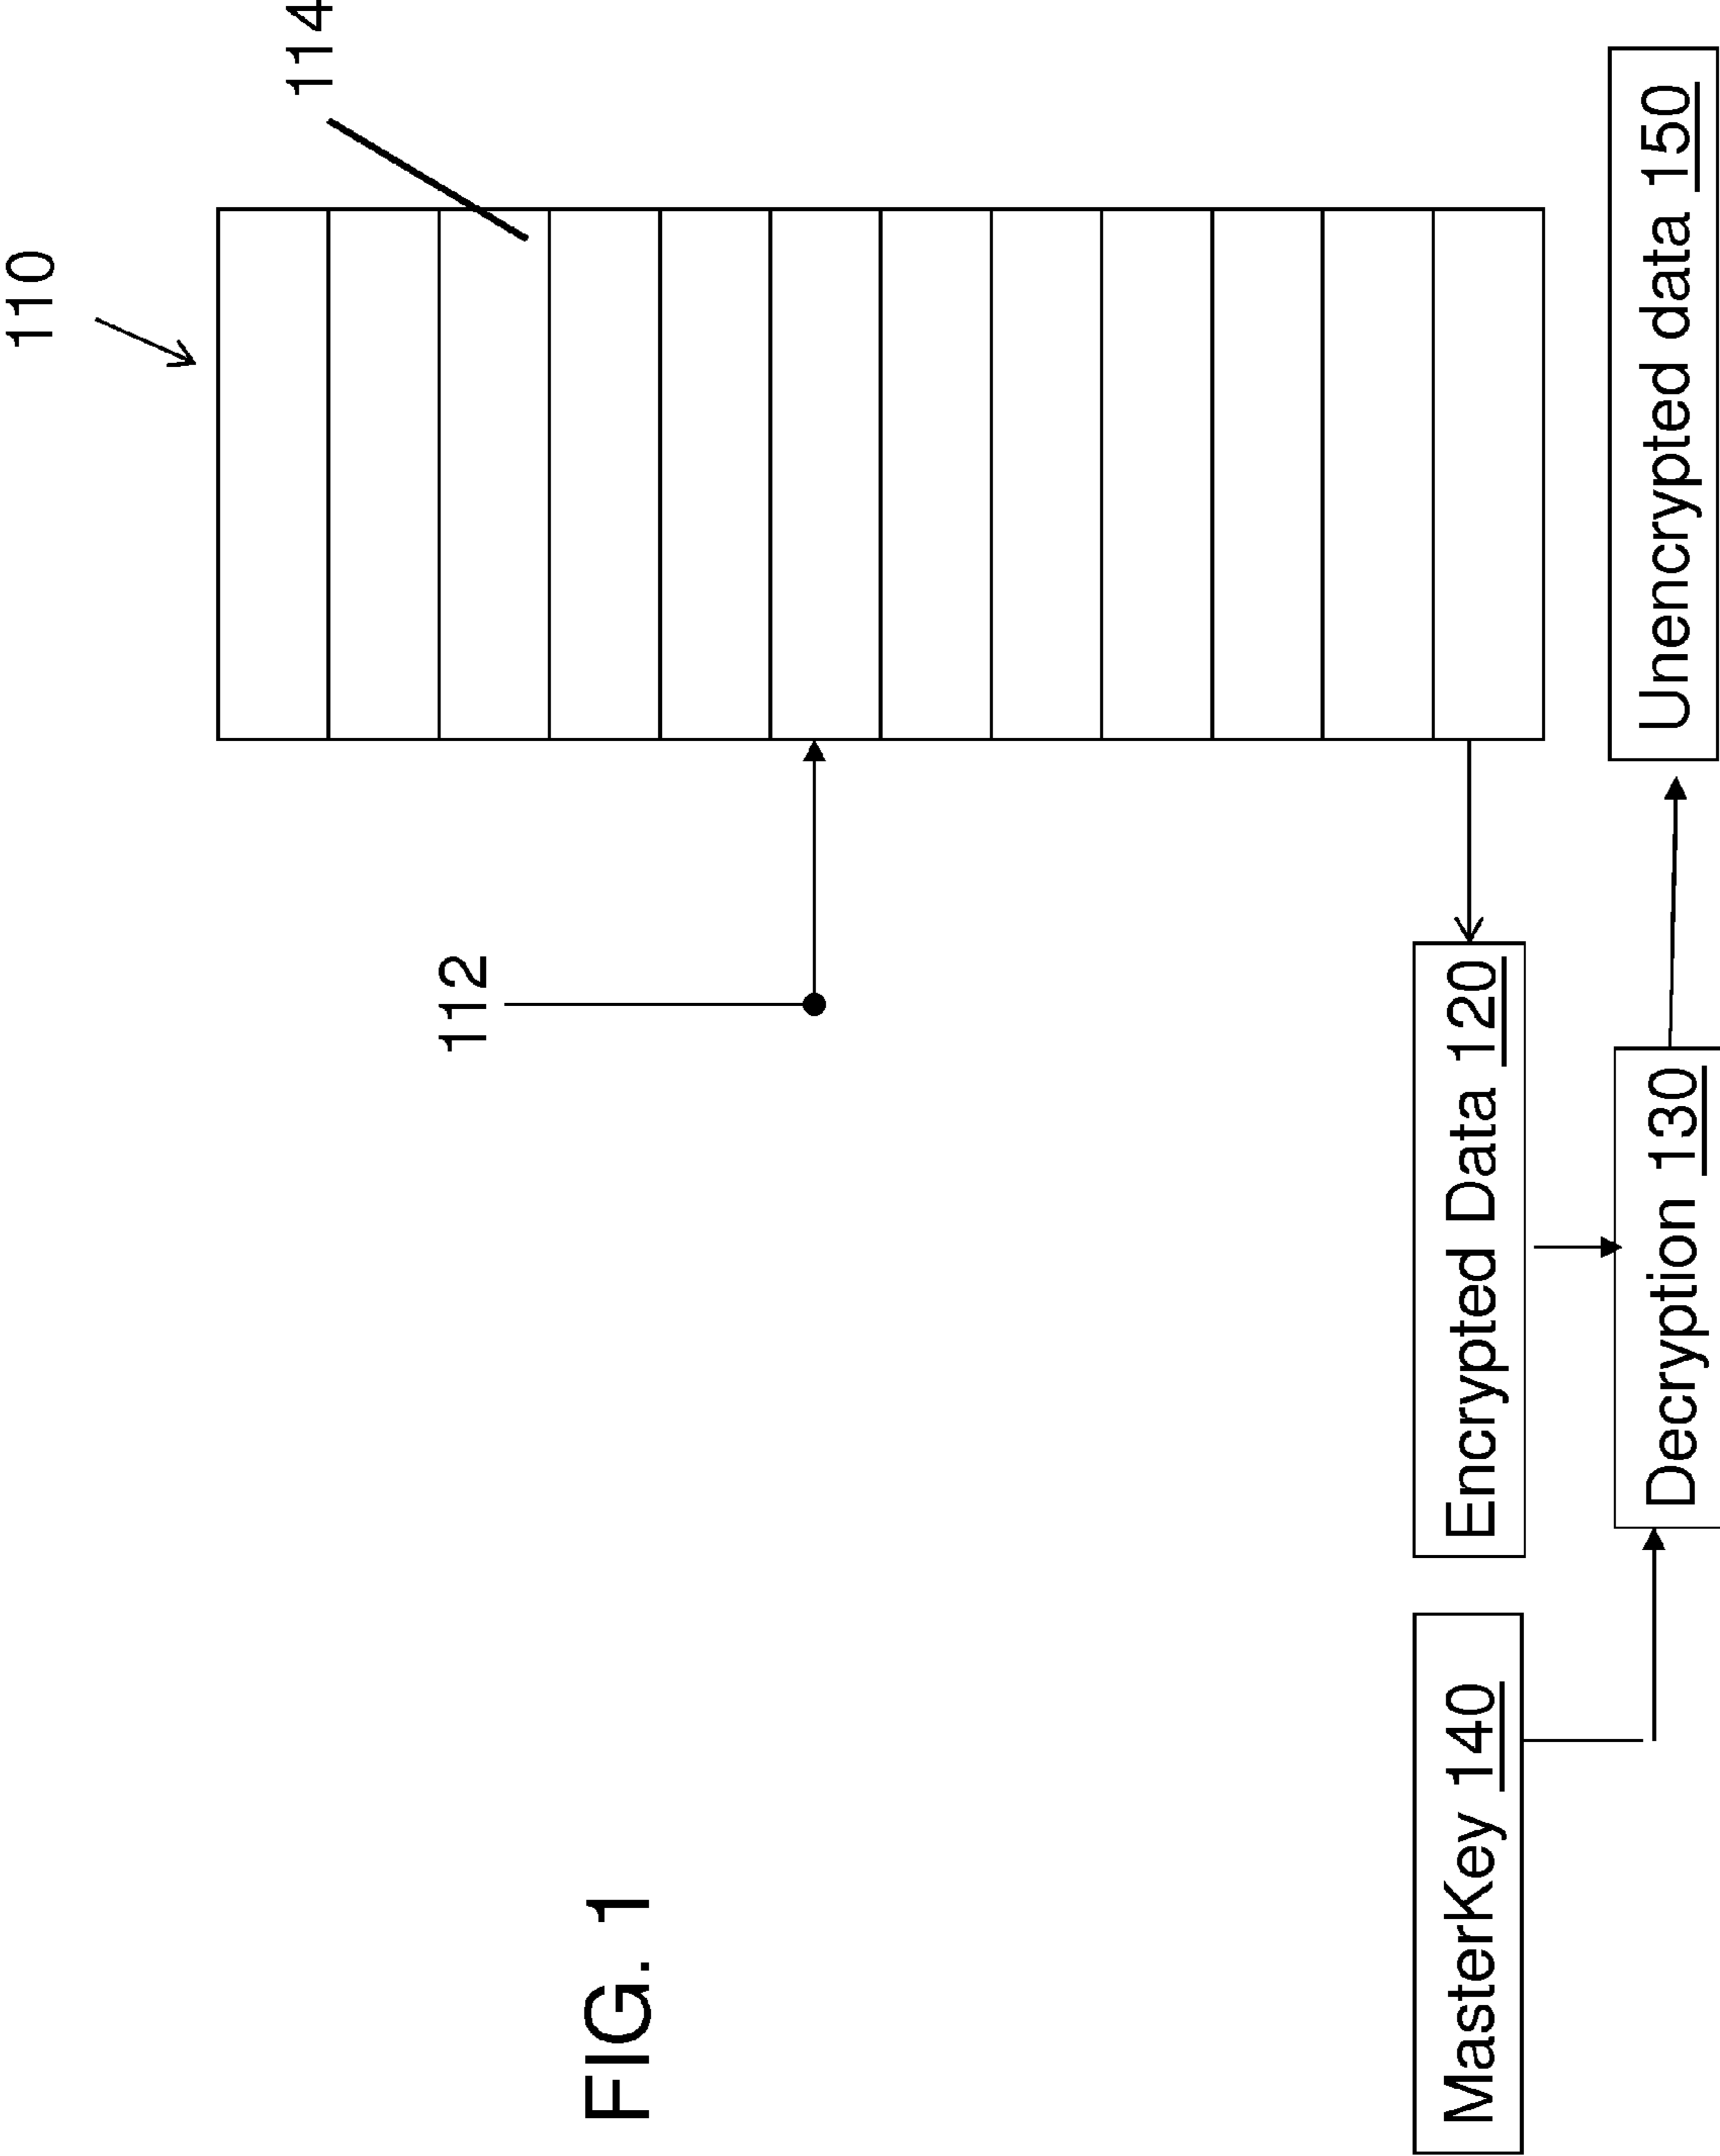 110
114
112
FIG. 1
MasterKey 140
Encrypted Data 120
Decryption 130
Unencrypted data 150